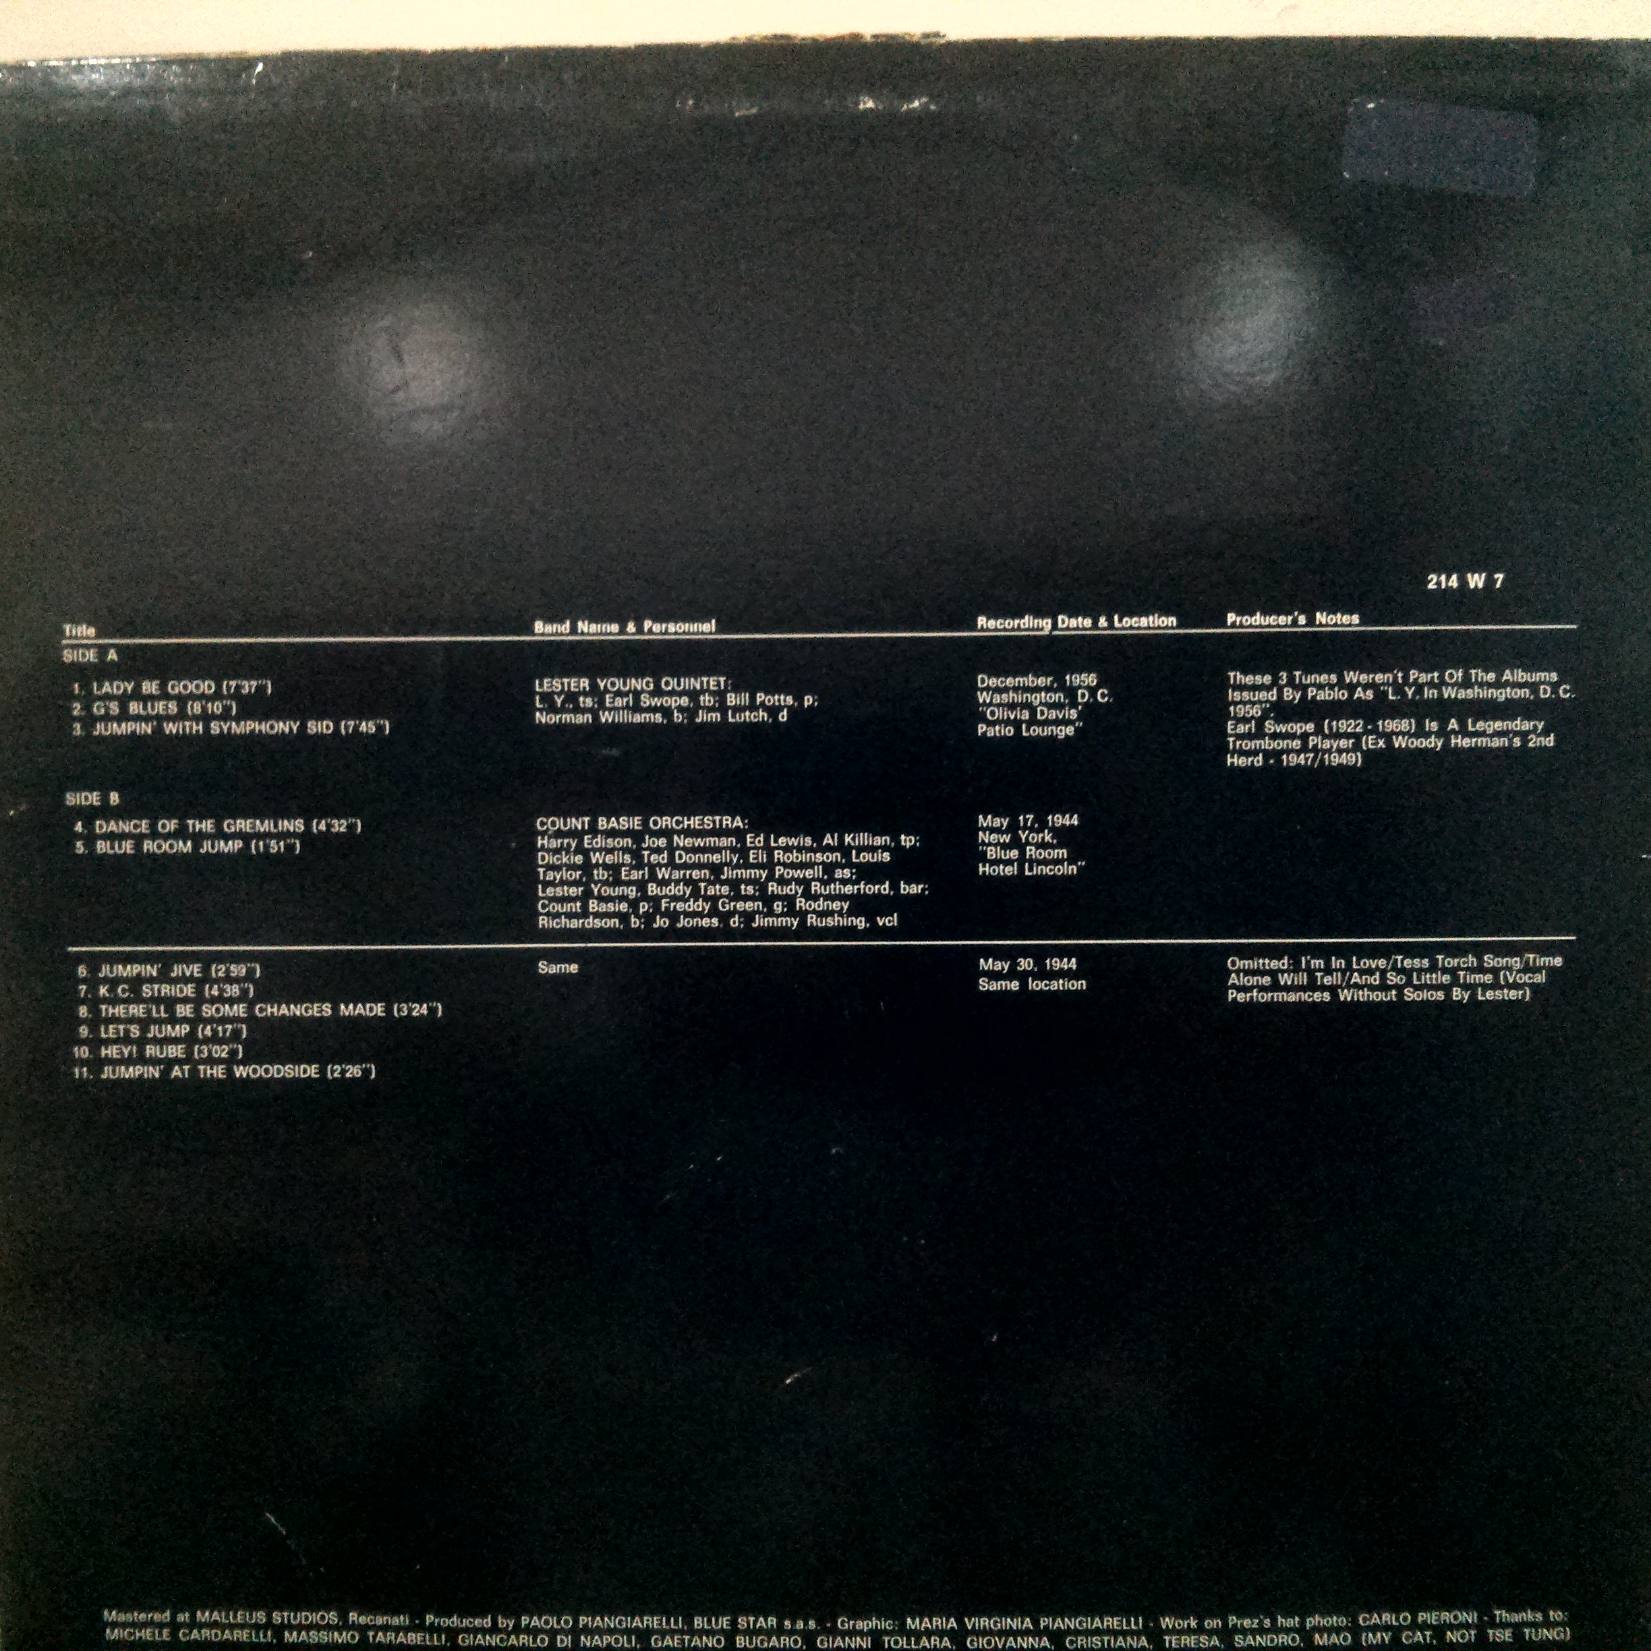 214 W 7
Title Band Name & Personnel Recording Date & Location Producer's Notes
SIDE A
1. LADY BE GOOD (7'37")
2. G'S BLUES (8'10")
3. JUMPIN' WITH SYMPHONY SID (7'45")
LESTER YOUNG QUINTET:
L. Y., ts; Earl Swope, tb; Bill Potts, p;
Norman Williams, b; Jim Lutch, d
December, 1956
Washington, D. C.
"Olivia Davis'
Patio Lounge"
These 3 Tunes Weren't Part Of The Albums
Issued By Pablo As "L. Y. In Washington, D. C.
1956".
Earl Swope (1922 - 1968) Is A Legendary
Trombone Player (Ex Woody Herman's 2nd
Herd - 1947/1949)
SIDE B
4. DANCE OF THE GREMLINS (4'32")
5. BLUE ROOM JUMP (1'51")
COUNT BASIE ORCHESTRA:
Harry Edison, Joe Newman, Ed Lewis, Al Killian, tp;
Dickie Wells, Ted Donnelly, Eli Robinson, Louis
Taylor, tb; Earl Warren, Jimmy Powell, as;
Lester Young, Buddy Tate, ts; Rudy Rutherford, bar;
Count Basie, p; Freddy Green, g; Rodney
Richardson, b; Jo Jones, d; Jimmy Rushing, vcl
May 17, 1944
New York,
"Blue Room
Hotel Lincoln"
6. JUMPIN' JIVE (2'59")
7. K. C. STRIDE (4'38")
8. THERE'LL BE SOME CHANGES MADE (3'24")
9. LET'S JUMP (4'17")
10. HEY! RUBE (3'02")
11. JUMPIN' AT THE WOODSIDE (2'26")
Same
May 30, 1944
Same location
Omitted: I'm In Love/Tess Torch Song/Time
Alone Will Tell/And So Little Time (Vocal
Performances Without Solos By Lester)
Mastered at MALLEUS STUDIOS, Recanati - Produced by PAOLO PIANGIARELLI, BLUE STAR s.a.s. - Graphic: MARIA VIRGINIA PIANGIARELLI - Work on Prez's hat photo: CARLO PIERONI - Thanks to:
MICHELE CARDARELLI, MASSIMO TARABELLI, GIANCARLO DI NAPOLI, GAETANO BUGARO, GIANNI TOLLARA, GIOVANNA, CRISTIANA, TERESA, SANDRO, MAO (MY CAT, NOT TSE TUNG)